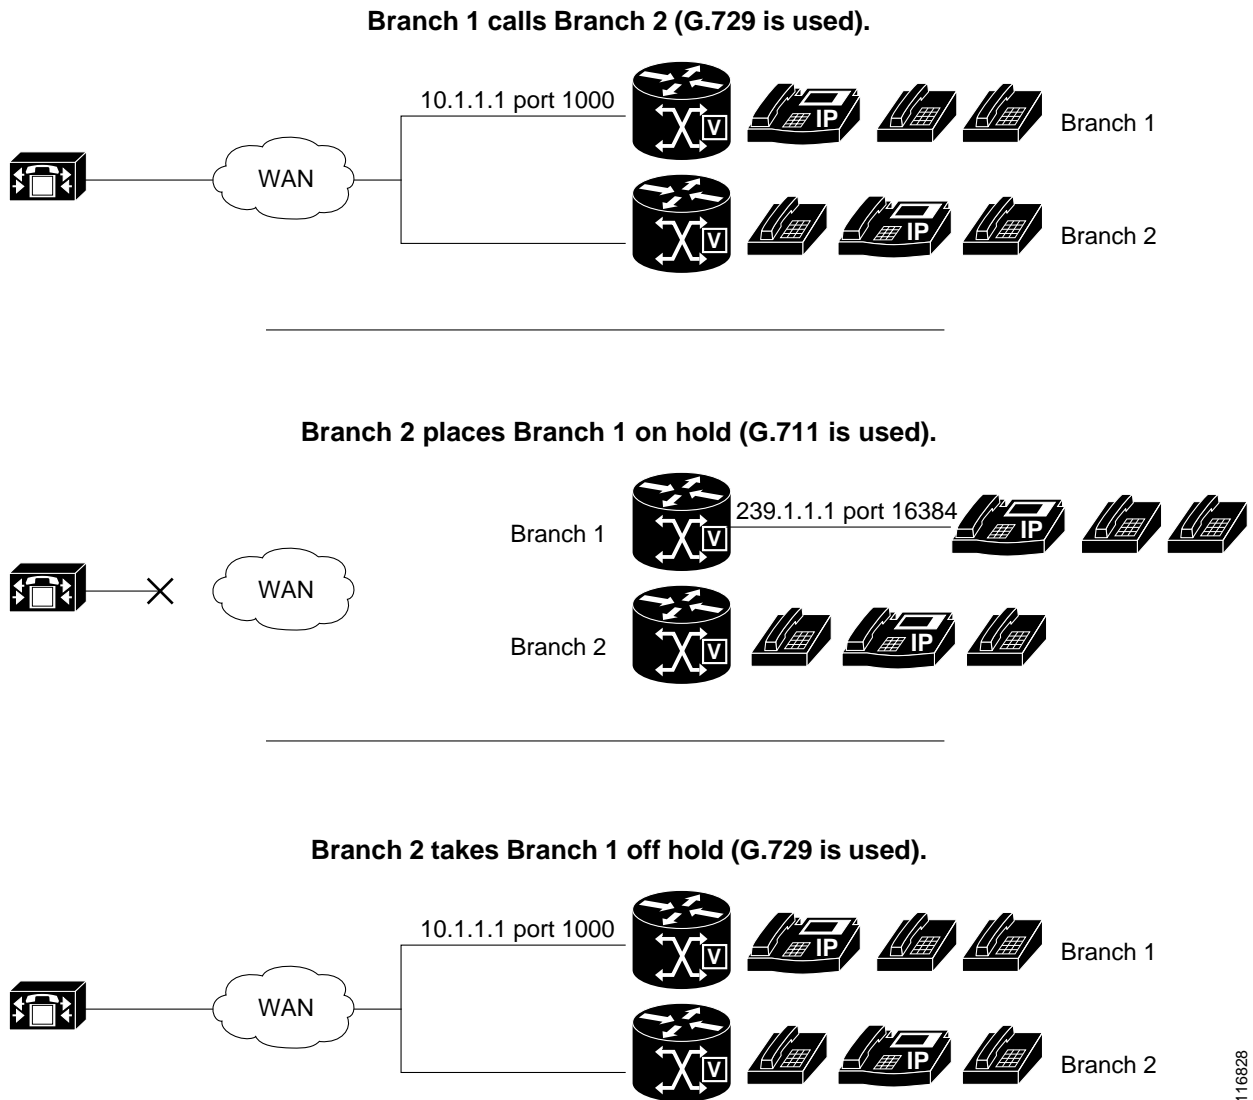 Branch 1 calls Branch 2 (G.729 is used).
10.1.1.1 port 1000
V
IP
Branch 1
WAN
V
IP
Branch 2
Branch 2 places Branch 1 on hold (G.711 is used).
Branch 1
V
239.1.1.1 port 16384
IP
WAN
Branch 2
V
IP
Branch 2 takes Branch 1 off hold (G.729 is used).
10.1.1.1 port 1000
V
IP
Branch 1
WAN
V
IP
Branch 2
116828